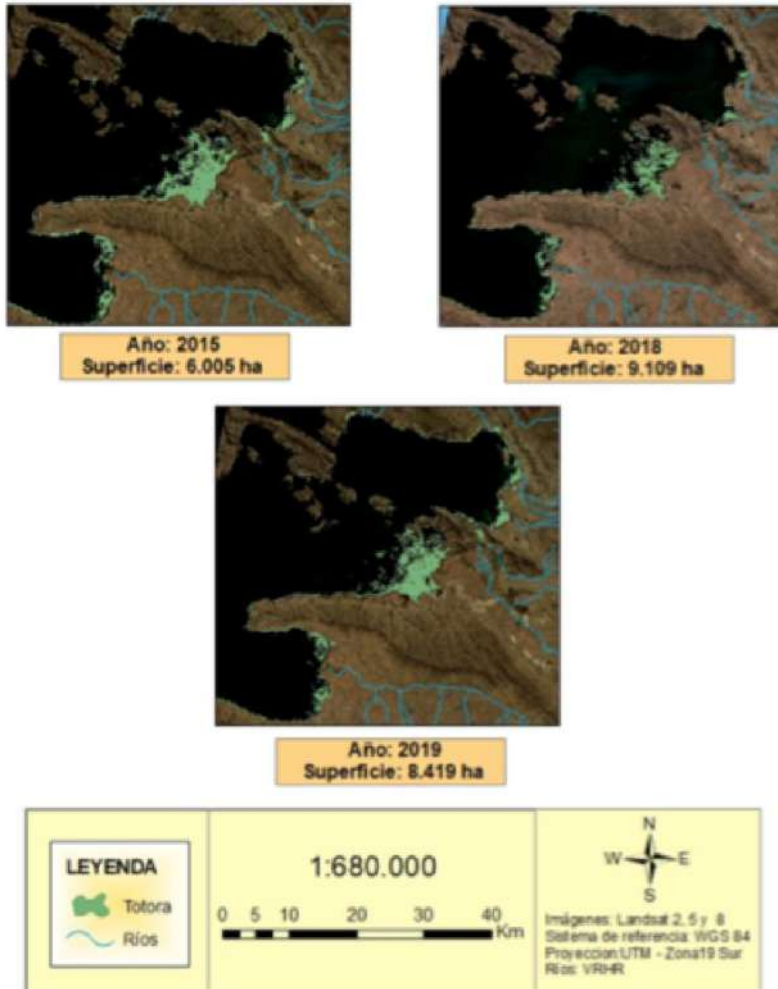 Año: 2015
Superficie: 6.005 ha
Año: 2018
Superficie: 9.109 ha
Año: 2019
Superficie: 8.419 ha
LEYENDA
Totora
Ríos
1:680.000
0 5 10 20 30 40
Km
N
W E
S
Imágenes: Landsat 2, 5 y 8
Sistema de referencia: WGS 84
Proyeccion:UTM - Zona19 Sur
Ríos: VRHR